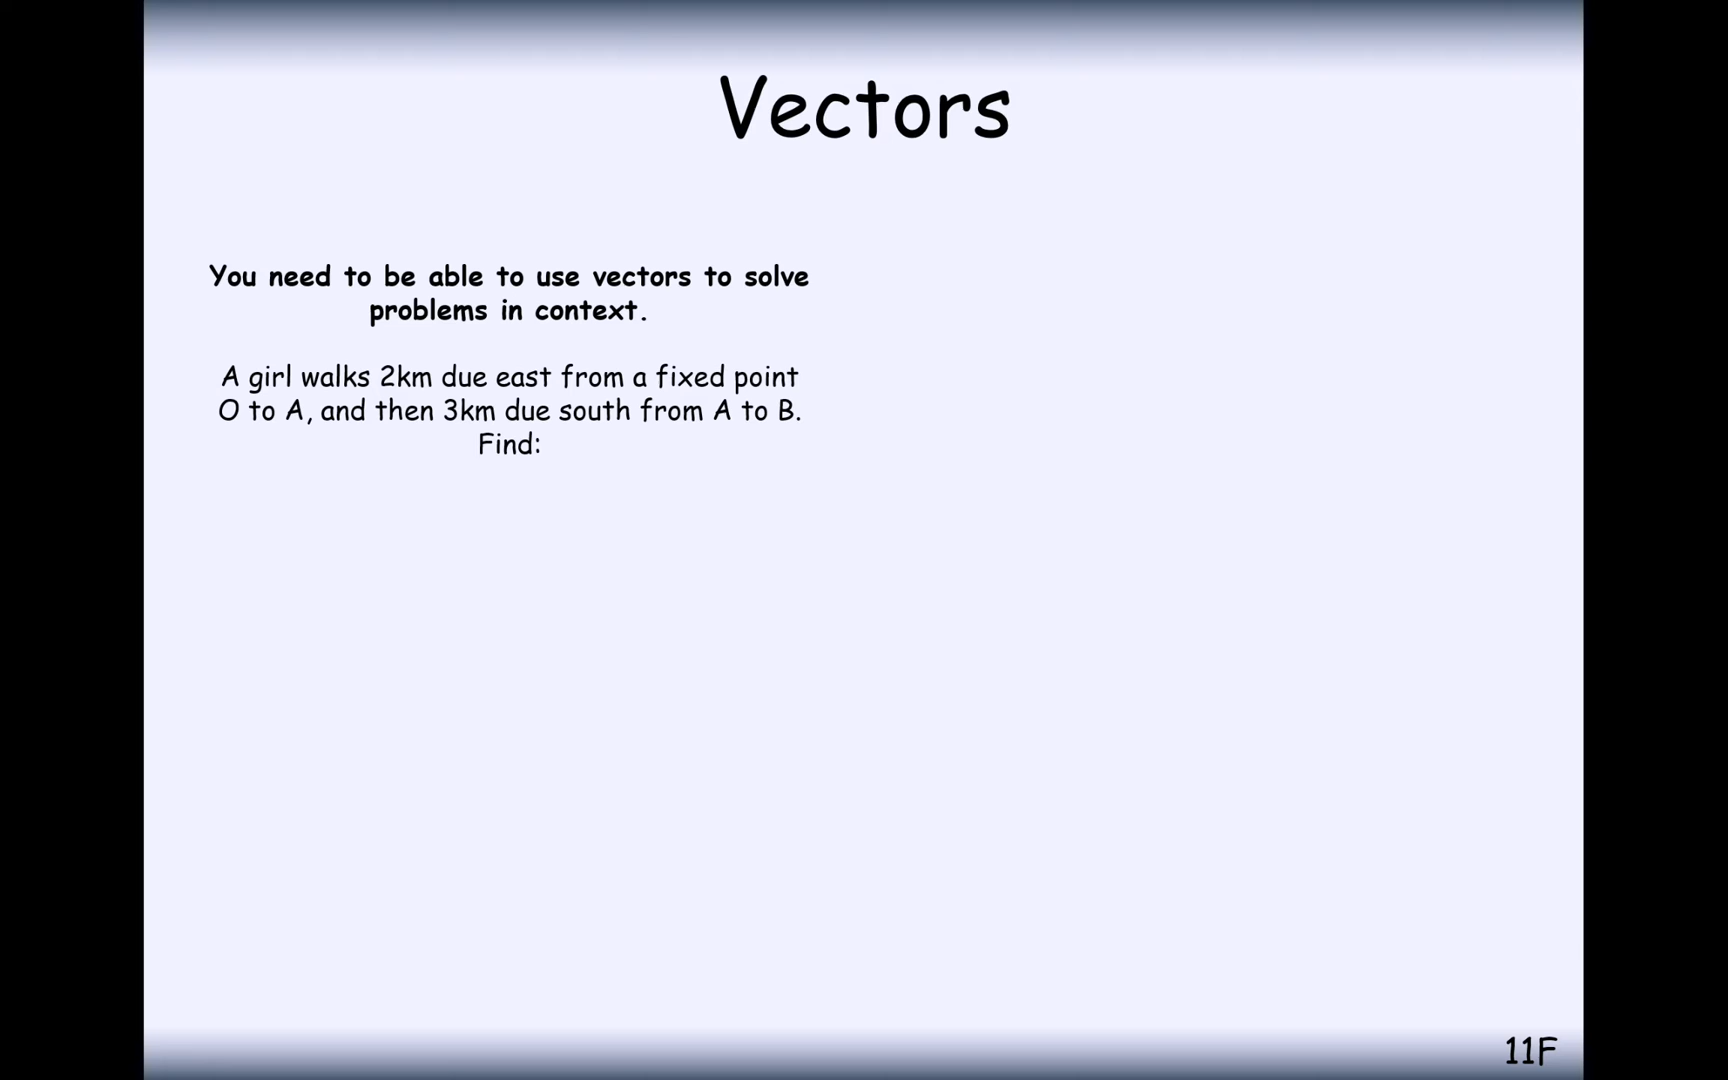 Vectors
You need to be able to use vectors to solve
problems in context.
A girl walks 2km due east from a fixed point
O to A, and then 3km due south from A to B.
Find:
11F